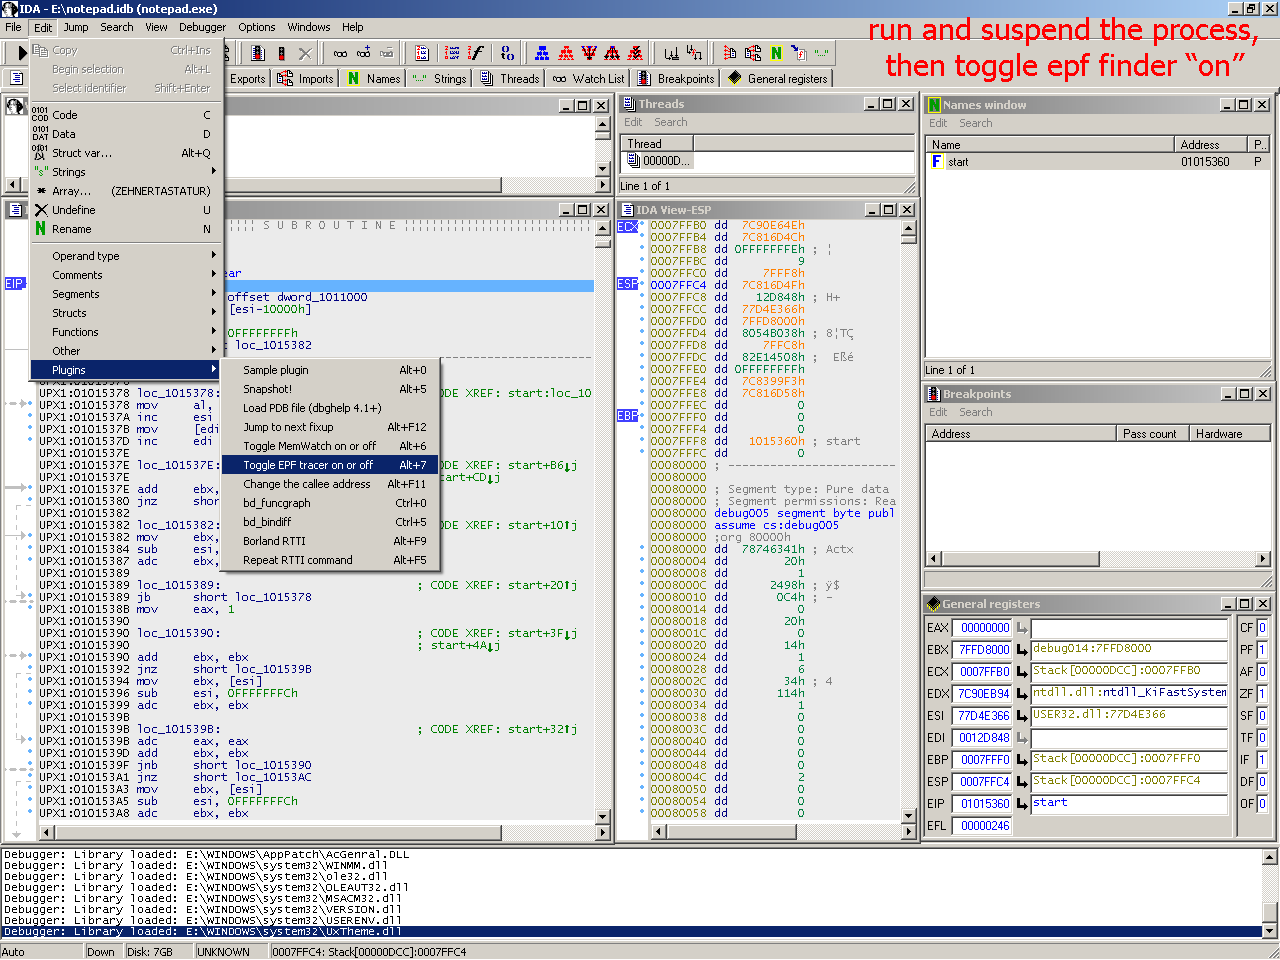 IDA - E:\notepad.idb (notepad.exe)
File Edit Jump Search View Debugger Options Windows Help
run and suspend the process,
then toggle epf finder “on”
Exports Imports Names Strings Threads Watch List Breakpoints General registers
Copy Ctrl+Ins
Begin selection Alt+L
Select identifier Shift+Enter
Code C
Data D
Struct var... Alt+Q
Strings
Array... (ZEHNERTASTATUR)
Undefine U
Rename N
Operand type
Comments
Segments
Structs
Functions
Other
Plugins
Sample plugin Alt+0
Snapshot! Alt+5
Load PDB file (dbghelp 4.1+)
Jump to next fixup Alt+F12
Toggle MemWatch on or off Alt+6
Toggle EPF tracer on or off Alt+7
Change the callee address Alt+F11
bd_funcgraph Ctrl+0
bd_bindiff Ctrl+5
Borland RTTI Alt+F9
Repeat RTTI command Alt+F5
S U B R O U T I N E
ear
offset dword_1011000
[esi-10000h]
0FFFFFFFFh
loc_1015382
EIP
UPX1:01015378 loc_1015378: CODE XREF: start:loc_10
UPX1:01015378 mov al,
UPX1:0101537A inc esi
UPX1:0101537B mov [edi
UPX1:0101537D inc edi
UPX1:0101537E
UPX1:0101537E loc_101537E: CODE XREF: start+B6↓j
UPX1:0101537E tart+CD↓j
UPX1:0101537E add ebx,
UPX1:01015380 jnz shor
UPX1:01015382
UPX1:01015382 loc_1015382: CODE XREF: start+10↑j
UPX1:01015382 mov ebx,
UPX1:01015384 sub esi,
UPX1:01015387 adc ebx,
UPX1:01015389
UPX1:01015389 loc_1015389: ; CODE XREF: start+20↑j
UPX1:01015389 jb short loc_1015378
UPX1:0101538B mov eax, 1
UPX1:01015390
UPX1:01015390 loc_1015390: ; CODE XREF: start+3F↓j
UPX1:01015390 ; start+4A↓j
UPX1:01015390 add ebx, ebx
UPX1:01015392 jnz short loc_101539B
UPX1:01015394 mov ebx, [esi]
UPX1:01015396 sub esi, 0FFFFFFFCh
UPX1:01015399 adc ebx, ebx
UPX1:0101539B
UPX1:0101539B loc_101539B: ; CODE XREF: start+32↑j
UPX1:0101539B adc eax, eax
UPX1:0101539D add ebx, ebx
UPX1:0101539F jnb short loc_1015390
UPX1:010153A1 jnz short loc_10153AC
UPX1:010153A3 mov ebx, [esi]
UPX1:010153A5 sub esi, 0FFFFFFFCh
UPX1:010153A8 adc ebx, ebx
Threads
Edit Search
Thread
00000D...
Line 1 of 1
IDA View-ESP
ECX 0007FFB0 dd 7C90E64Eh
0007FFB4 dd 7C816D4Ch
0007FFB8 dd 0FFFFFFFEh ; ¦
0007FFBC dd 9
0007FFC0 dd 7FFF8h
ESP 0007FFC4 dd 7C816D4Fh
0007FFC8 dd 12D848h ; H+
0007FFCC dd 77D4E366h
0007FFD0 dd 7FFD8000h
0007FFD4 dd 8054B038h ; 8¦TÇ
0007FFD8 dd 7FFC8h
0007FFDC dd 82E14508h ; Eßé
0007FFE0 dd 0FFFFFFFFh
0007FFE4 dd 7C8399F3h
0007FFE8 dd 7C816D58h
0007FFEC dd 0
EBP 0007FFF0 dd 0
0007FFF4 dd 0
0007FFF8 dd 1015360h ; start
0007FFFC dd 0
00080000 ; ------------------------
00080000
00080000 ; Segment type: Pure data
00080000 ; Segment permissions: Rea
00080000 debug005 segment byte publ
00080000 assume cs:debug005
00080000 ;org 80000h
00080000 dd 78746341h ; Actx
00080004 dd 20h
00080008 dd 1
0008000C dd 2498h ; ÿ$
00080010 dd 0C4h ; -
00080014 dd 0
00080018 dd 20h
0008001C dd 0
00080020 dd 14h
00080024 dd 1
00080028 dd 6
0008002C dd 34h ; 4
00080030 dd 114h
00080034 dd 1
00080038 dd 0
0008003C dd 0
00080040 dd 0
00080044 dd 0
00080048 dd 0
0008004C dd 2
00080050 dd 0
00080054 dd 0
00080058 dd 0
Names window
Edit Search
Name Address P..
F start 01015360 P
Line 1 of 1
Breakpoints
Edit Search
Address Pass count Hardware
General registers
EAX 00000000 CF 0
EBX 7FFD8000 debug014:7FFD8000 PF 1
ECX 0007FFB0 Stack[00000DCC]:0007FFB0 AF 0
EDX 7C90EB94 ntdll.dll:ntdll_KiFastSystem ZF 1
ESI 77D4E366 USER32.dll:77D4E366 SF 0
EDI 0012D848 TF 0
EBP 0007FFF0 Stack[00000DCC]:0007FFF0 IF 1
ESP 0007FFC4 Stack[00000DCC]:0007FFC4 DF 0
EIP 01015360 start OF 0
EFL 00000246
Debugger: Library loaded: E:\WINDOWS\AppPatch\AcGenral.DLL
Debugger: Library loaded: E:\WINDOWS\system32\WINMM.dll
Debugger: Library loaded: E:\WINDOWS\system32\ole32.dll
Debugger: Library loaded: E:\WINDOWS\system32\OLEAUT32.dll
Debugger: Library loaded: E:\WINDOWS\system32\MSACM32.dll
Debugger: Library loaded: E:\WINDOWS\system32\VERSION.dll
Debugger: Library loaded: E:\WINDOWS\system32\USERENV.dll
Debugger: Library loaded: E:\WINDOWS\system32\UxTheme.dll
Auto Down Disk: 7GB UNKNOWN 0007FFC4: Stack[00000DCC]:0007FFC4